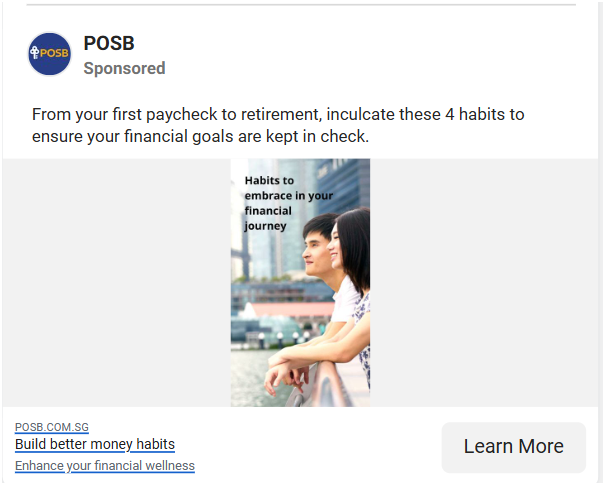 POSB
POSB
Sponsored
From your first paycheck to retirement, inculcate these 4 habits to
ensure your financial goals are kept in check.
Habits to
embrace in your
financial
journey
POSB.COM.SG
Build better money habits
Enhance your financial wellness
Learn More